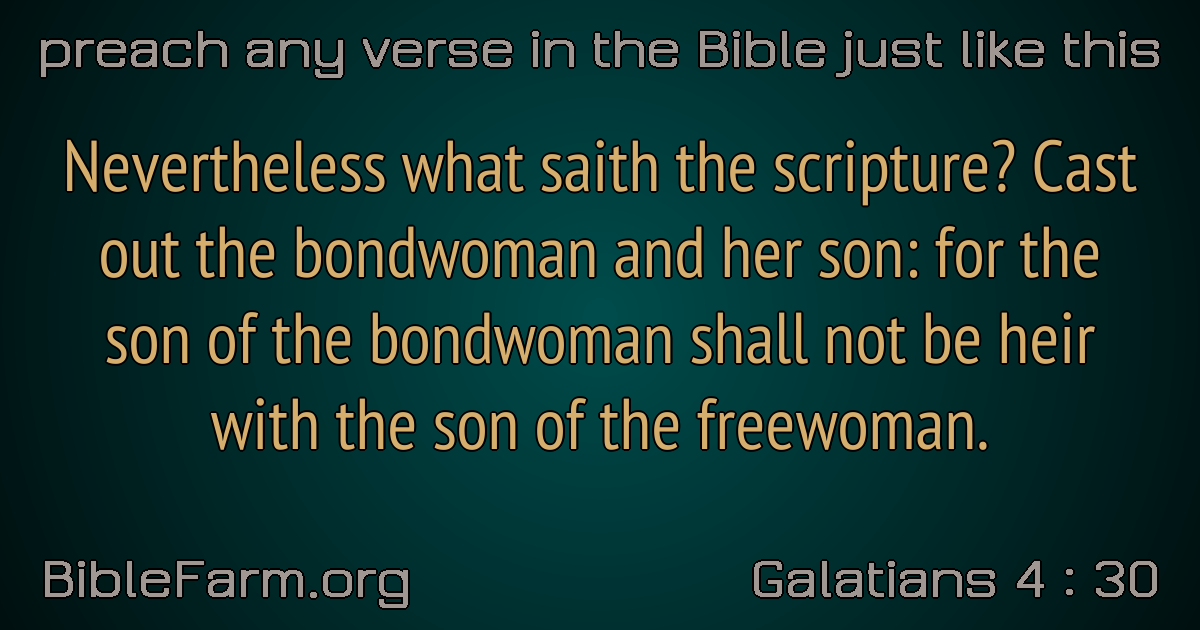 preach any verse in the Bible just like this
Nevertheless what saith the scripture? Cast
out the bondwoman and her son: for the
son of the bondwoman shall not be heir
with the son of the freewoman.
BibleFarm.org
Galatians 4 : 30